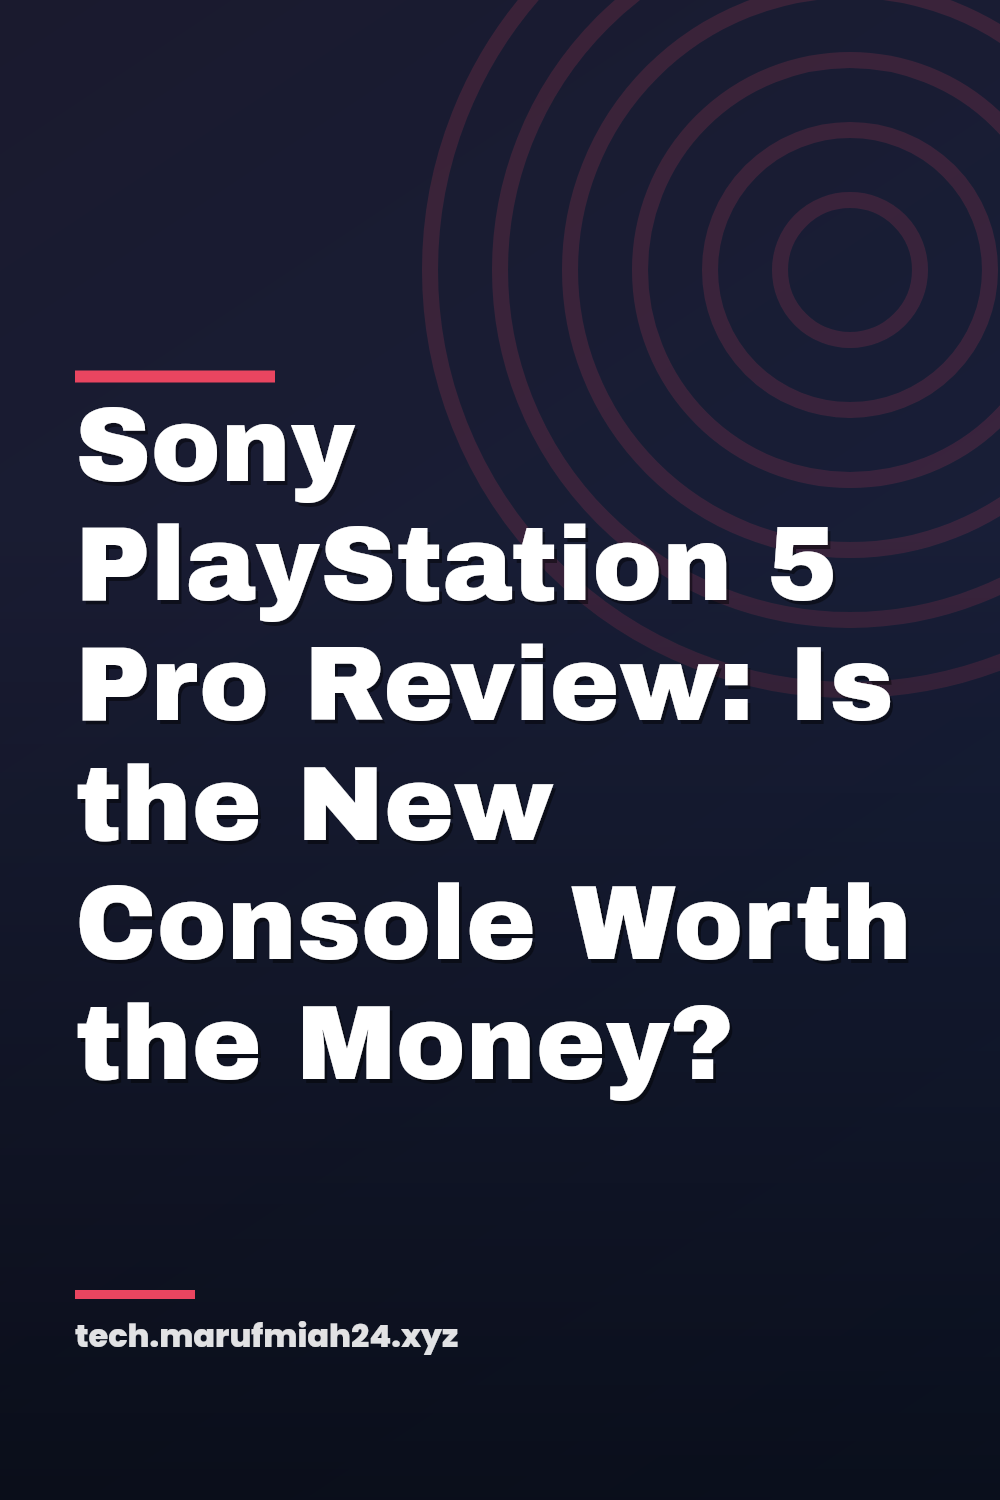 Sony
PlayStation 5
Pro Review: Is
the New
Console Worth
the Money?
tech.marufmiah24.xyz